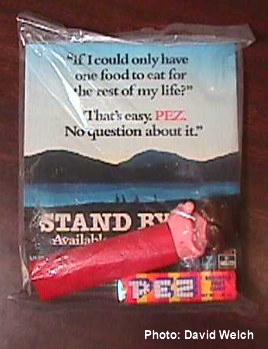 "If I could only have
one food to eat for
the rest of my life?"
"That's easy. PEZ.
No question about it."
STAND BY
Available
PEZ
Photo: David Welch